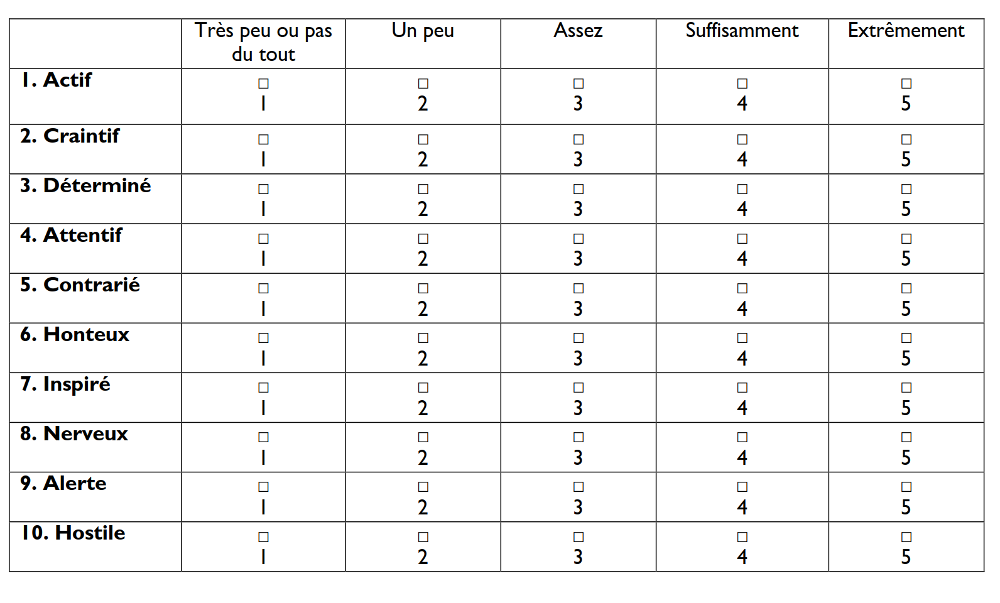 Très peu ou pas du tout Un peu Assez Suffisamment Extrêmement
1. Actif □ 1 □ 2 □ 3 □ 4 □ 5
2. Craintif □ 1 □ 2 □ 3 □ 4 □ 5
3. Déterminé □ 1 □ 2 □ 3 □ 4 □ 5
4. Attentif □ 1 □ 2 □ 3 □ 4 □ 5
5. Contrarié □ 1 □ 2 □ 3 □ 4 □ 5
6. Honteux □ 1 □ 2 □ 3 □ 4 □ 5
7. Inspiré □ 1 □ 2 □ 3 □ 4 □ 5
8. Nerveux □ 1 □ 2 □ 3 □ 4 □ 5
9. Alerte □ 1 □ 2 □ 3 □ 4 □ 5
10. Hostile □ 1 □ 2 □ 3 □ 4 □ 5